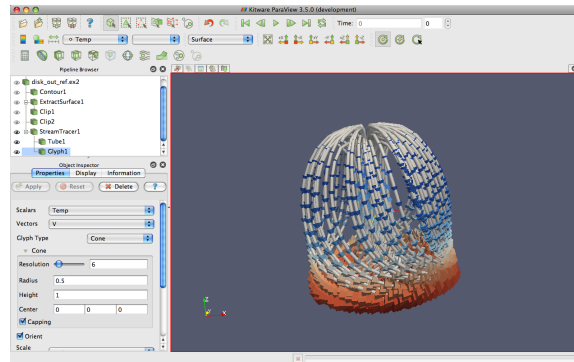 Kitware ParaView 3.5.0 (development)
Time: 0 0
Temp Surface
Pipeline Browser
disk_out_ref.ex2
Contour1
ExtractSurface1
Clip1
Clip2
StreamTracer1
Tube1
Glyph1
Object Inspector
Properties Display Information
Apply Reset Delete ?
Scalars Temp
Vectors V
Glyph Type Cone
Cone
Resolution 6
Radius 0.5
Height 1
Center 0 0 0
Capping
Orient
Scale